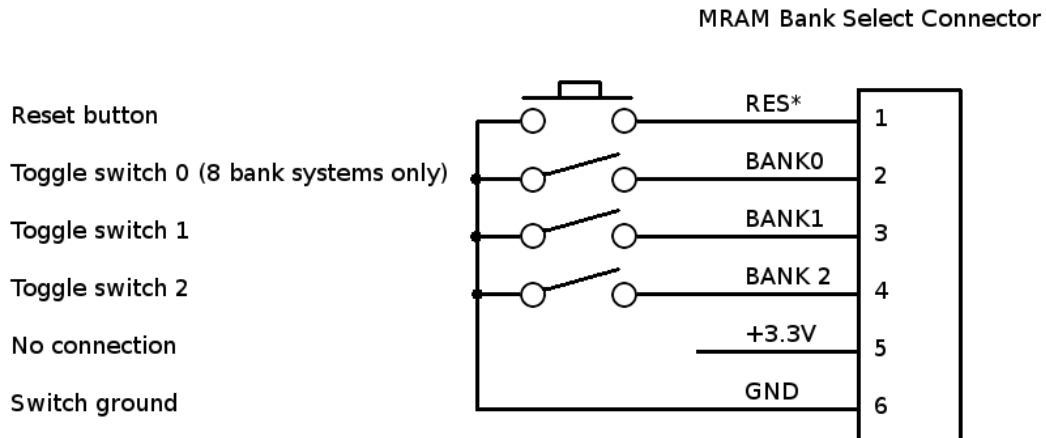 MRAM Bank Select Connector
Reset button RES* 1
Toggle switch 0 (8 bank systems only) BANK0 2
Toggle switch 1 BANK1 3
Toggle switch 2 BANK 2 4
No connection +3.3V 5
Switch ground GND 6